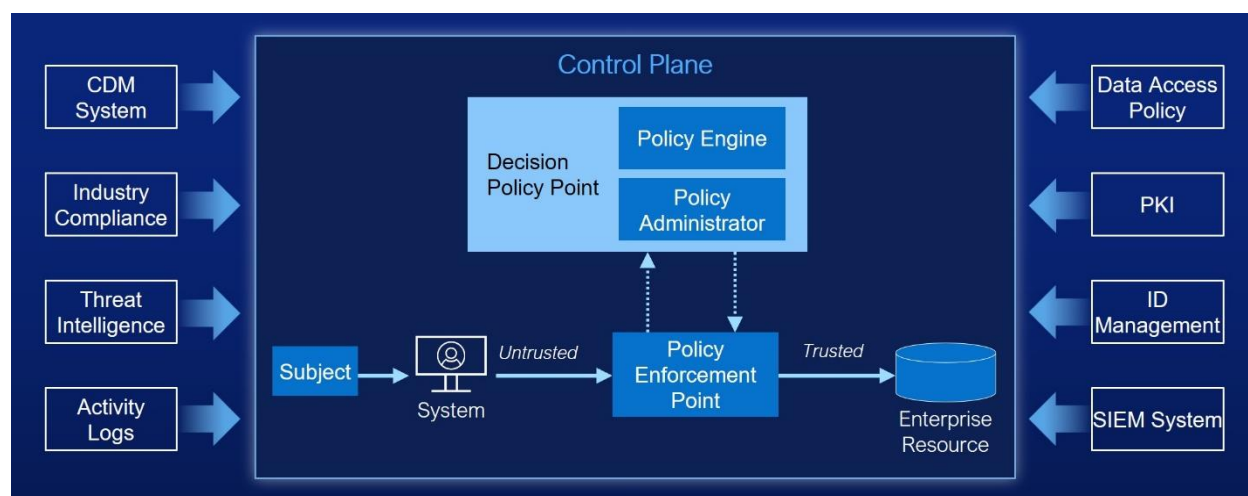 Control Plane
CDM
System
Industry
Compliance
Threat
Intelligence
Activity
Logs
Decision
Policy Point
Policy Engine
Policy
Administrator
Subject
System
Untrusted
Policy
Enforcement
Point
Trusted
Enterprise
Resource
Data Access
Policy
PKI
ID
Management
SIEM System